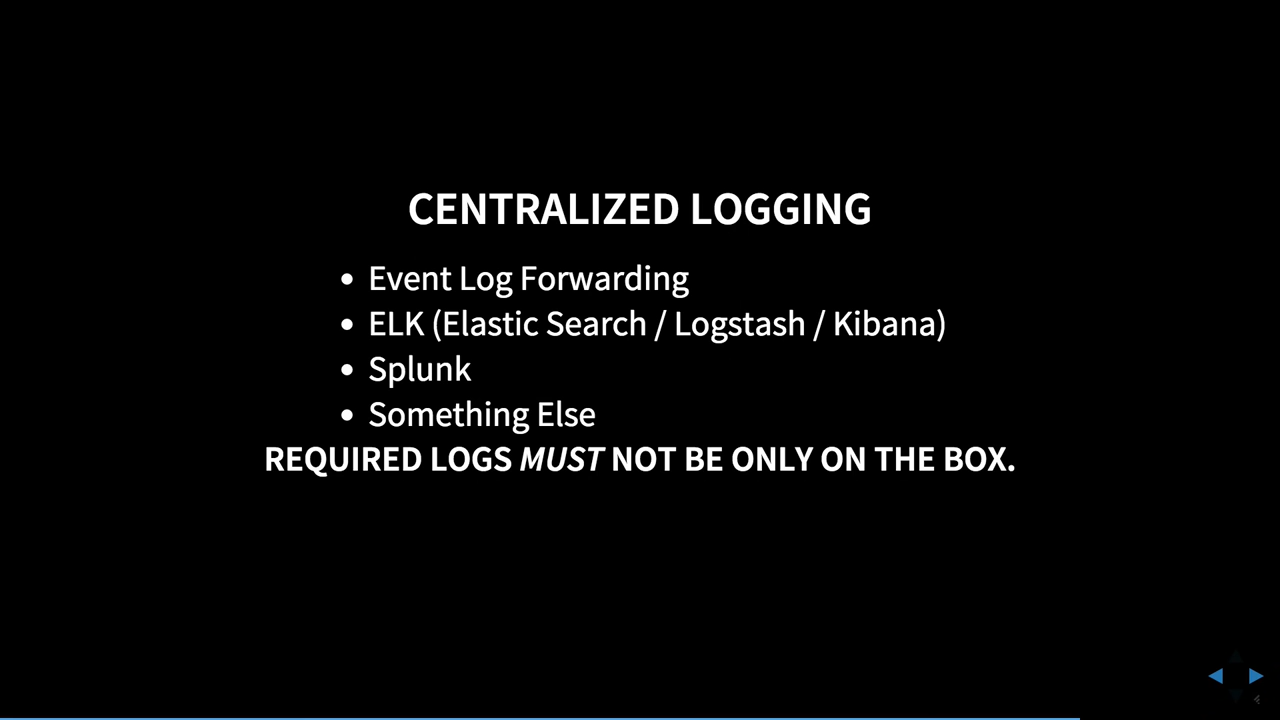 CENTRALIZED LOGGING
• Event Log Forwarding
• ELK (Elastic Search / Logstash / Kibana)
• Splunk
• Something Else
REQUIRED LOGS MUST NOT BE ONLY ON THE BOX.